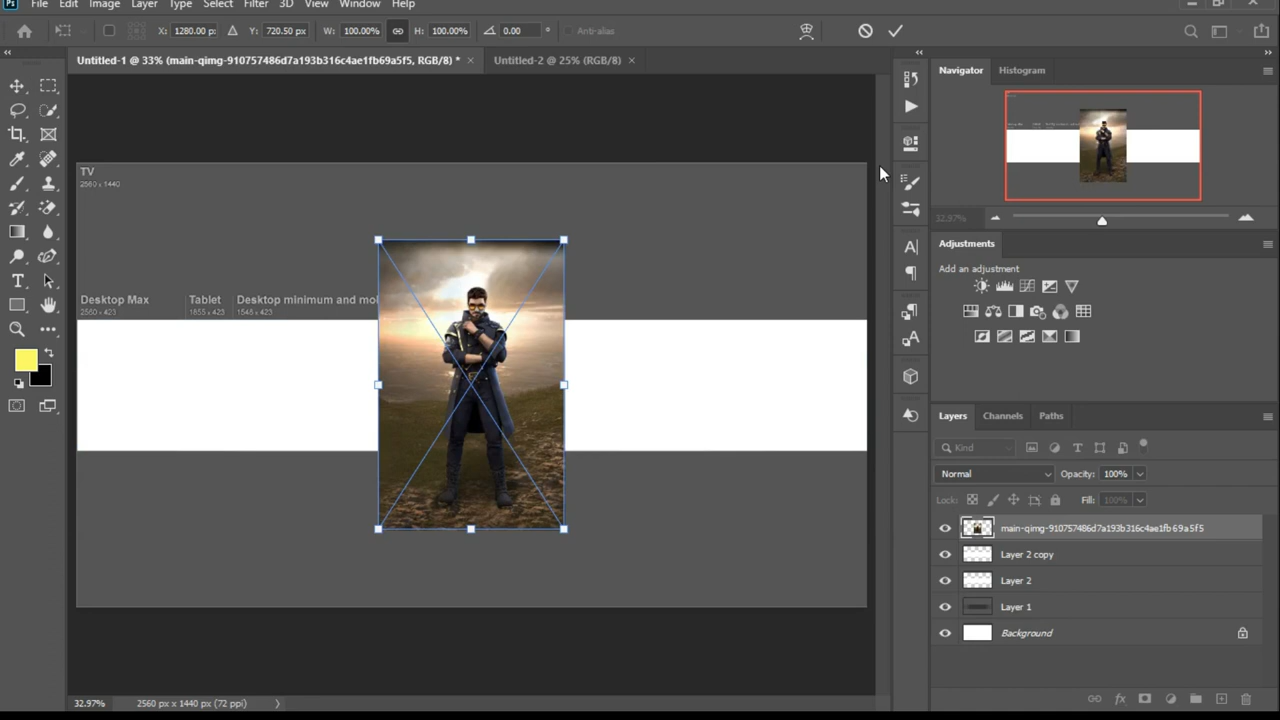 Ps File Edit Image Layer Type Select Filter 3D View Window Help
X: 1280.00 p: Y: 720.50 px W: 100.00% H: 100.00% 0.00 ° Anti-alias
Untitled-1 @ 33% (main-qimg-910757486d7a193b316c4ae1fb69a5f5, RGB/8) * × Untitled-2 @ 25% (RGB/8) ×
Navigator Histogram
TV
2560 x 1440
Desktop Max Tablet Desktop minimum and mol
2560 x 423 1855 x 423 1546 x 423
32.97%
Adjustments
Add an adjustment
Layers Channels Paths
Kind
Normal Opacity: 100%
Lock: Fill: 100%
main-qimg-910757486d7a193b316c4ae1fb69a5f5
Layer 2 copy
Layer 2
Layer 1
Background
32.97% 2560 px x 1440 px (72 ppi)